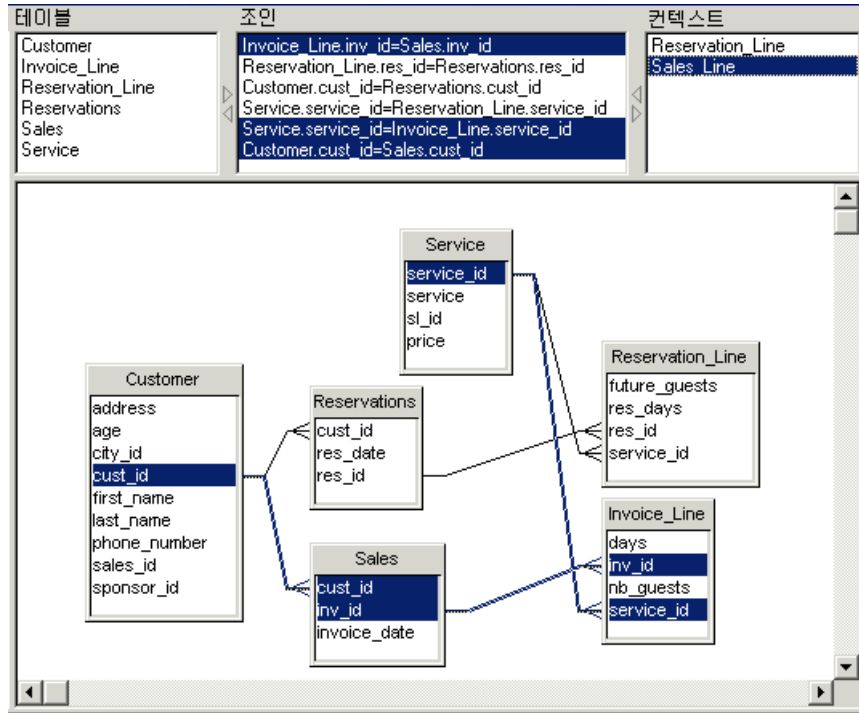 테이블
Customer
Invoice_Line
Reservation_Line
Reservations
Sales
Service
조인
Invoice_Line.inv_id=Sales.inv_id
Reservation_Line.res_id=Reservations.res_id
Customer.cust_id=Reservations.cust_id
Service.service_id=Reservation_Line.service_id
Service.service_id=Invoice_Line.service_id
Customer.cust_id=Sales.cust_id
컨텍스트
Reservation_Line
Sales_Line
Service
service_id
service
sl_id
price
Customer
address
age
city_id
cust_id
first_name
last_name
phone_number
sales_id
sponsor_id
Reservations
cust_id
res_date
res_id
Sales
cust_id
inv_id
invoice_date
Reservation_Line
future_guests
res_days
res_id
service_id
Invoice_Line
days
inv_id
nb_guests
service_id